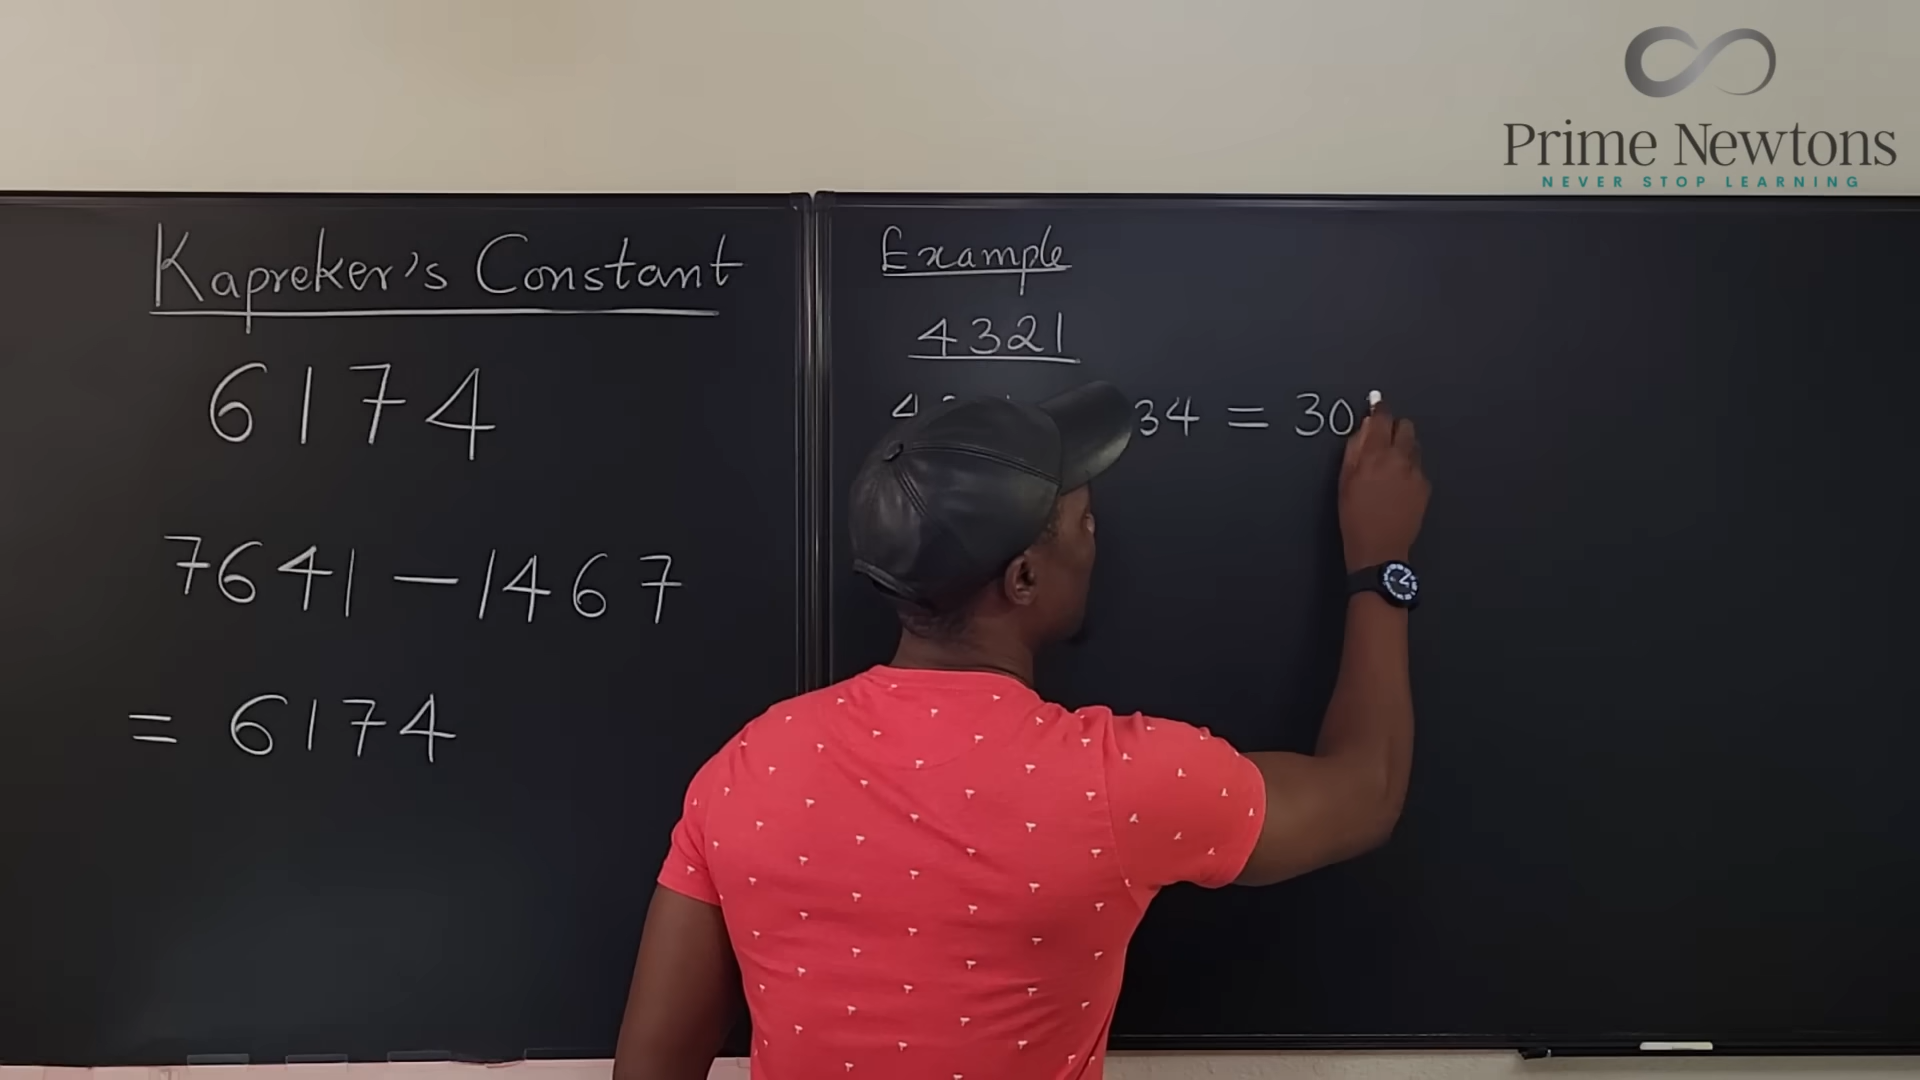 Prime Newtons
NEVER STOP LEARNING
Kapreker's Constant
6174
7641 – 1467
= 6174
Example
4321
34 = 30